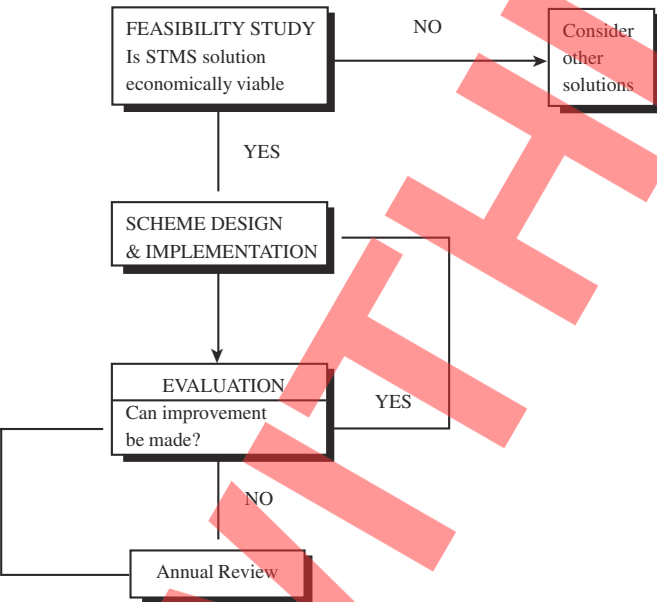 FEASIBILITY STUDY
Is STMS solution
economically viable
NO
Consider
other
solutions
YES
SCHEME DESIGN
& IMPLEMENTATION
EVALUATION
Can improvement
be made?
YES
NO
Annual Review